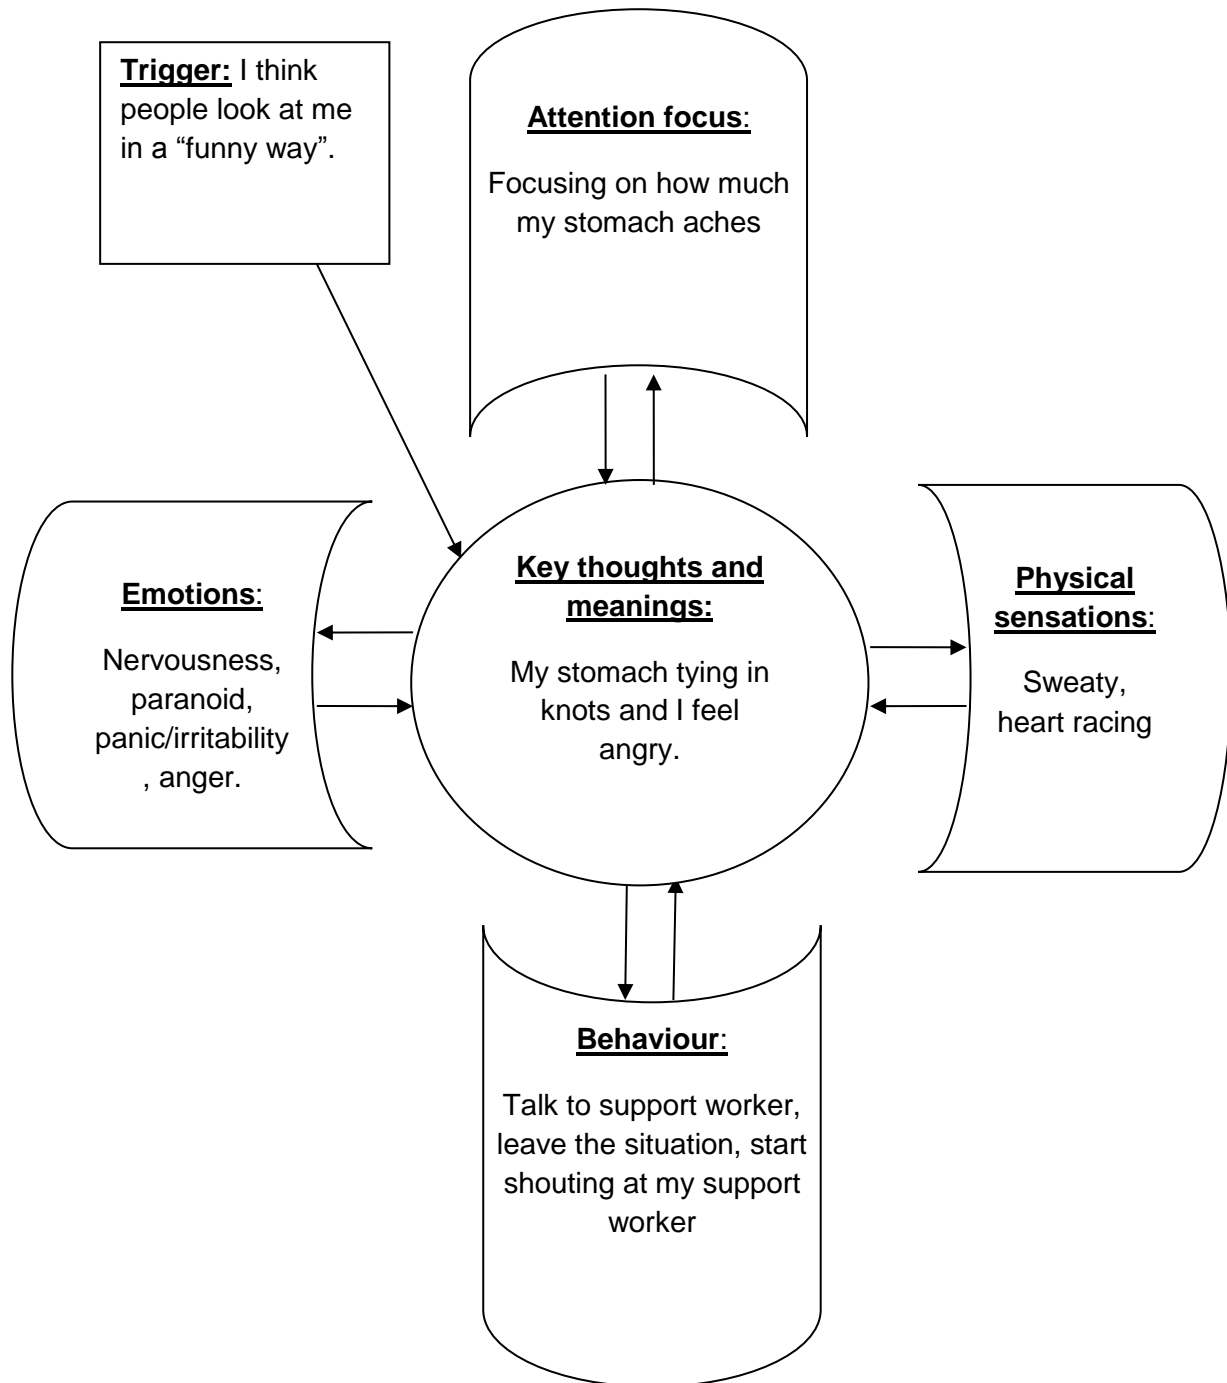 Trigger: I think
people look at me
in a “funny way”.
Attention focus:
Focusing on how much
my stomach aches
Key thoughts and
meanings:
My stomach tying in
knots and I feel
angry.
Emotions:
Nervousness,
paranoid,
panic/irritability
, anger.
Physical
sensations:
Sweaty,
heart racing
Behaviour:
Talk to support worker,
leave the situation, start
shouting at my support
worker